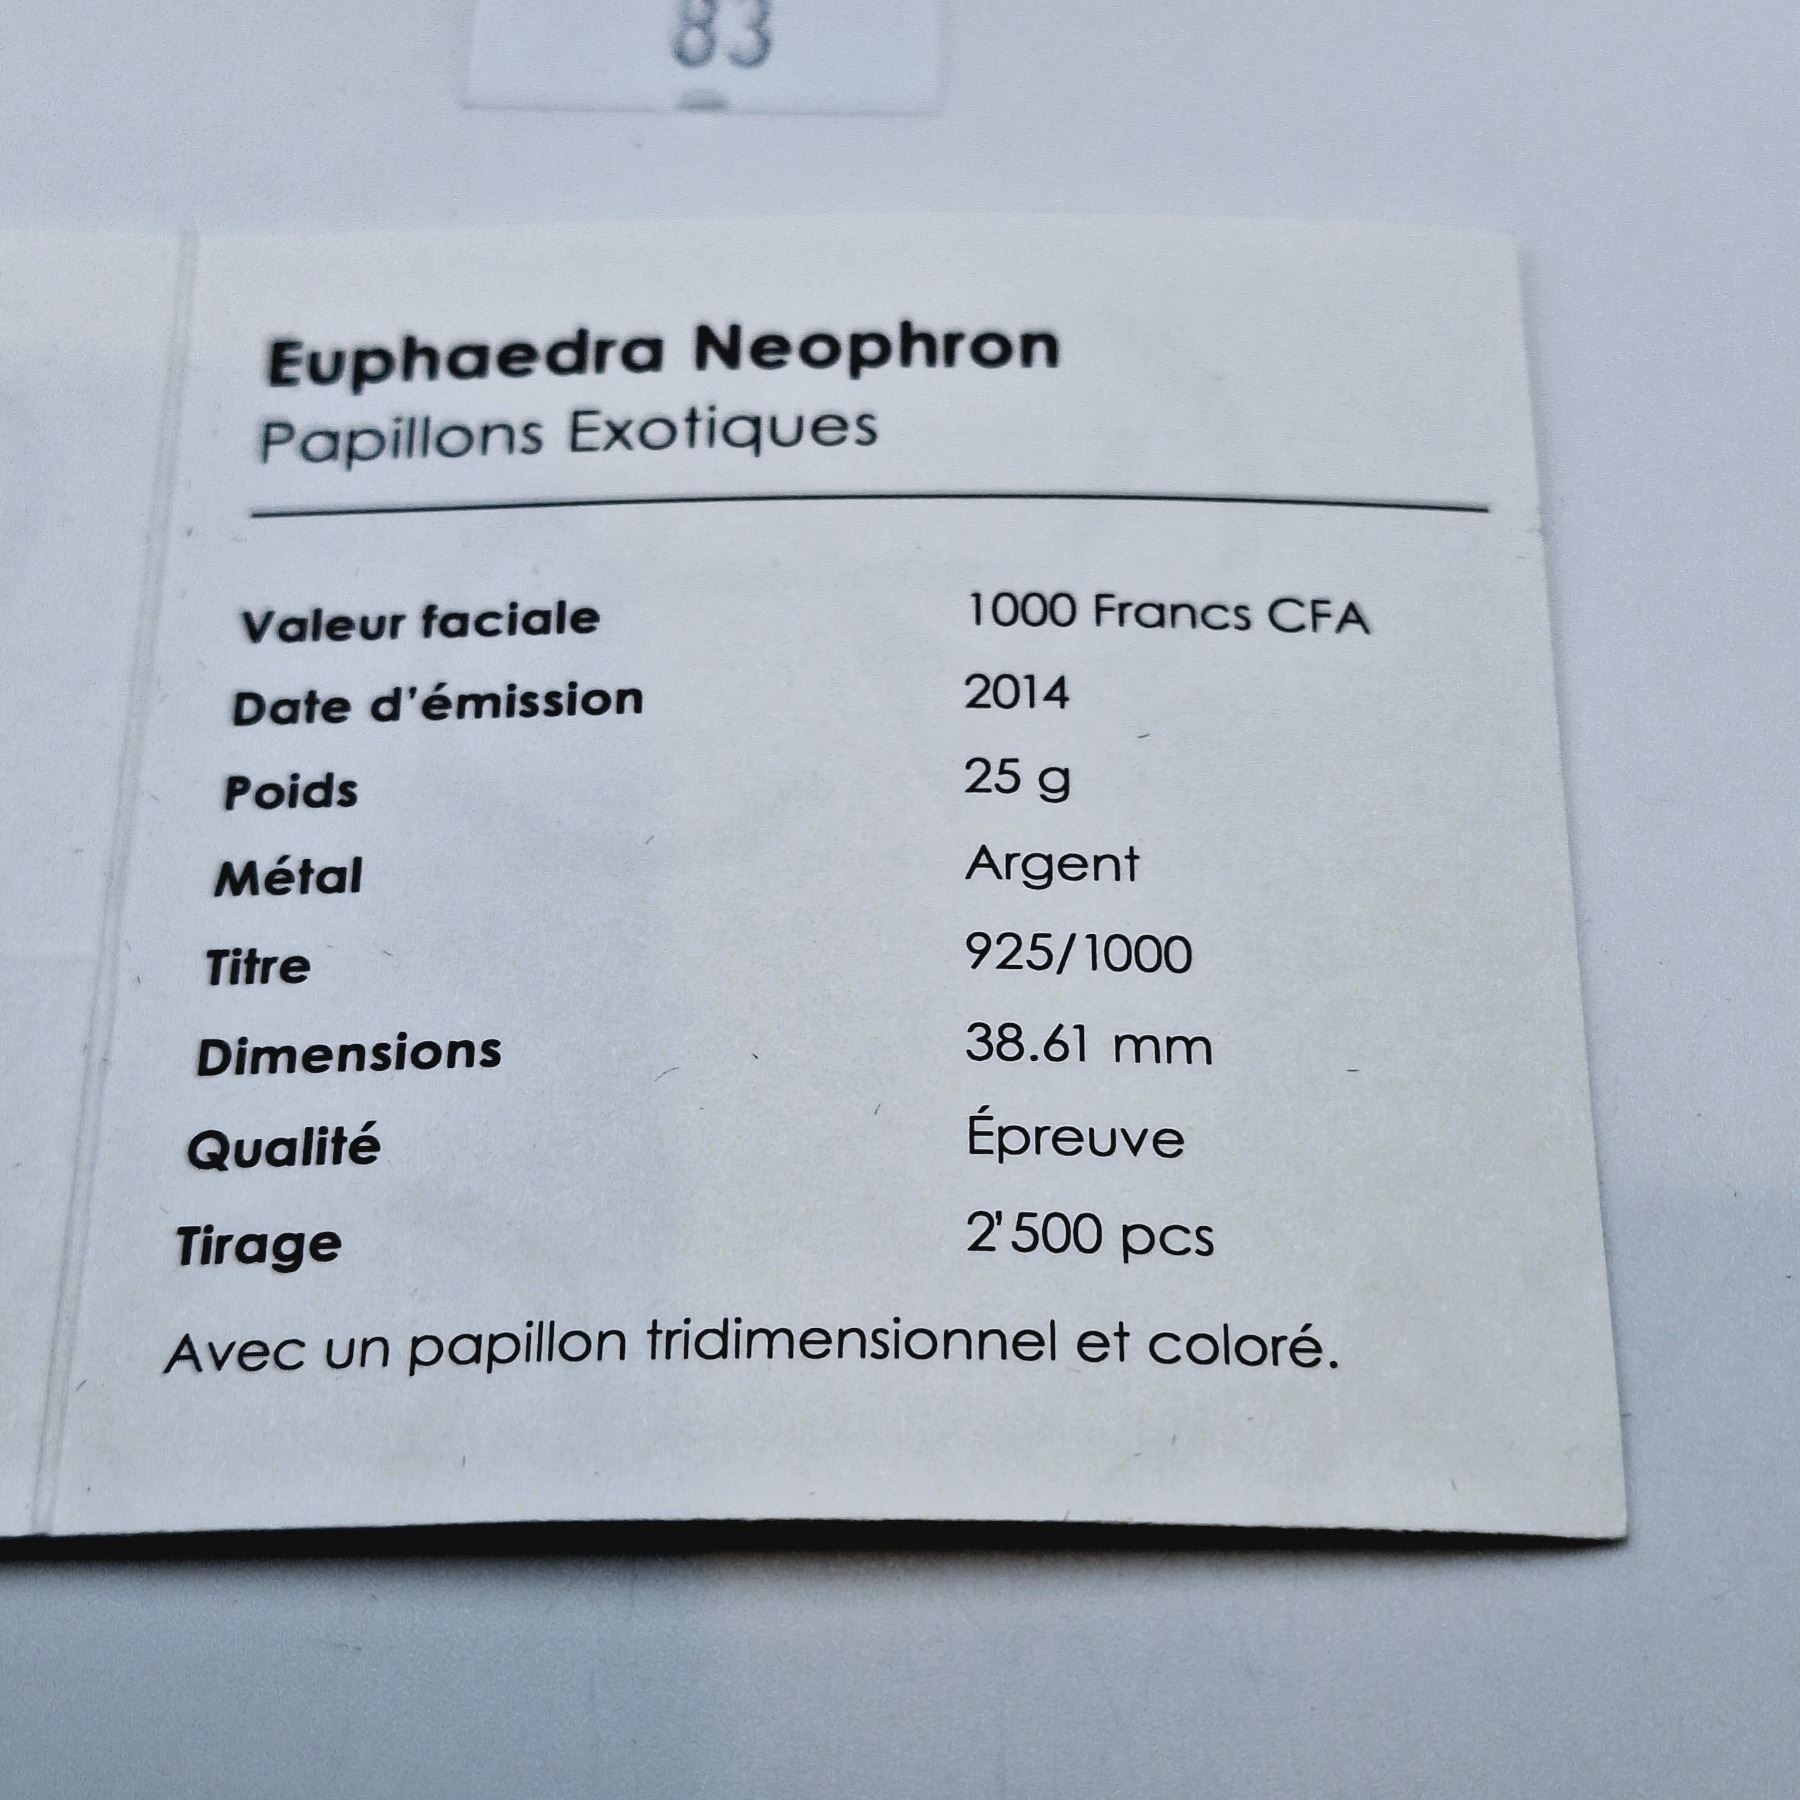 83
Euphaedra Neophron
Papillons Exotiques
Valeur faciale 1000 Francs CFA
Date d'émission 2014
Poids 25 g
Métal Argent
Titre 925/1000
Dimensions 38.61 mm
Qualité Épreuve
Tirage 2'500 pcs
Avec un papillon tridimensionnel et coloré.